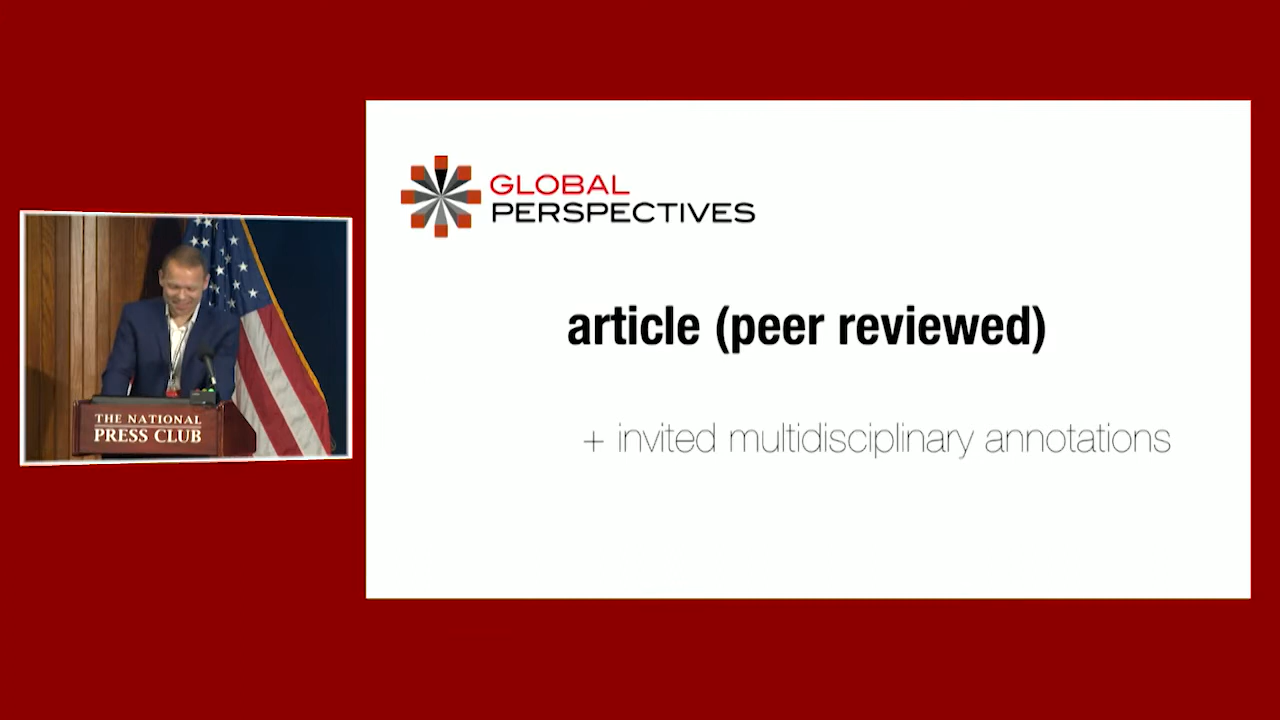 GLOBAL
PERSPECTIVES
article (peer reviewed)
+ invited multidisciplinary annotations
THE NATIONAL
PRESS CLUB